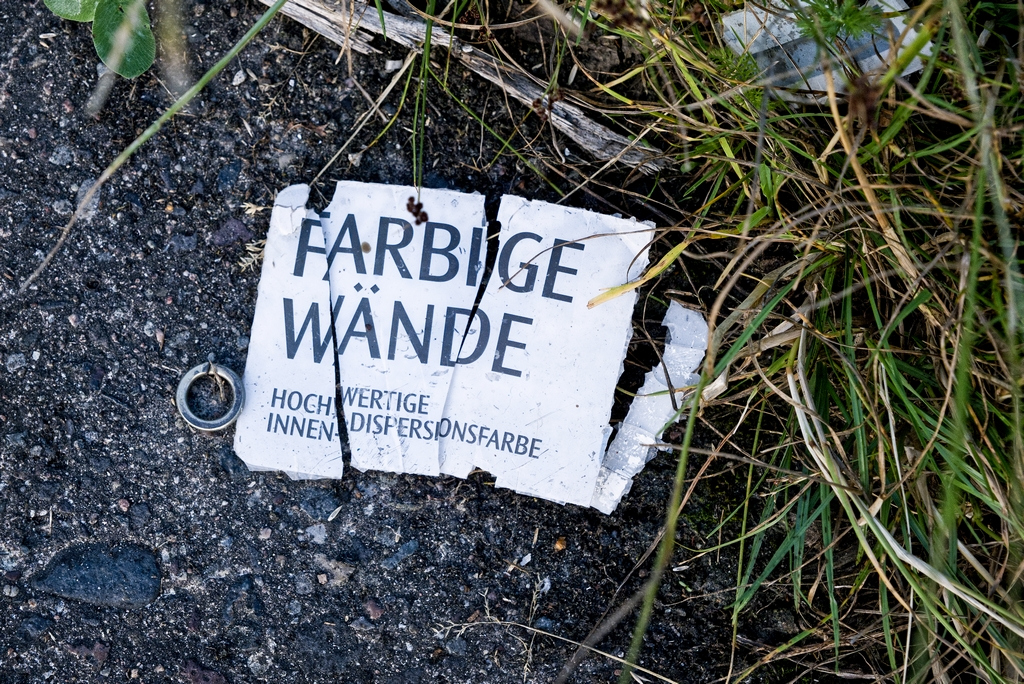 FARBIGE
WÄNDE
HOCHWERTIGE
INNEN-DISPERSIONSFARBE